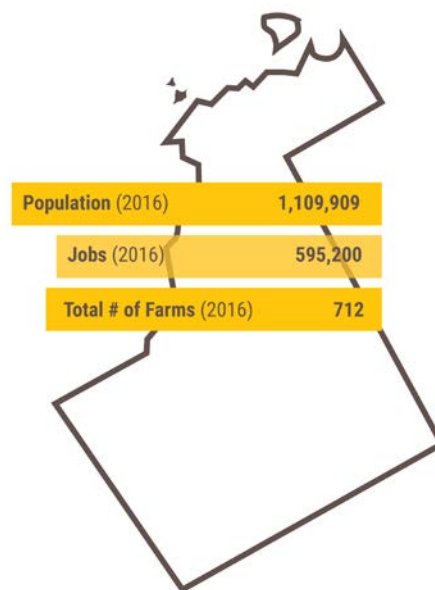 Population (2016) 1,109,909
Jobs (2016) 595,200
Total # of Farms (2016) 712